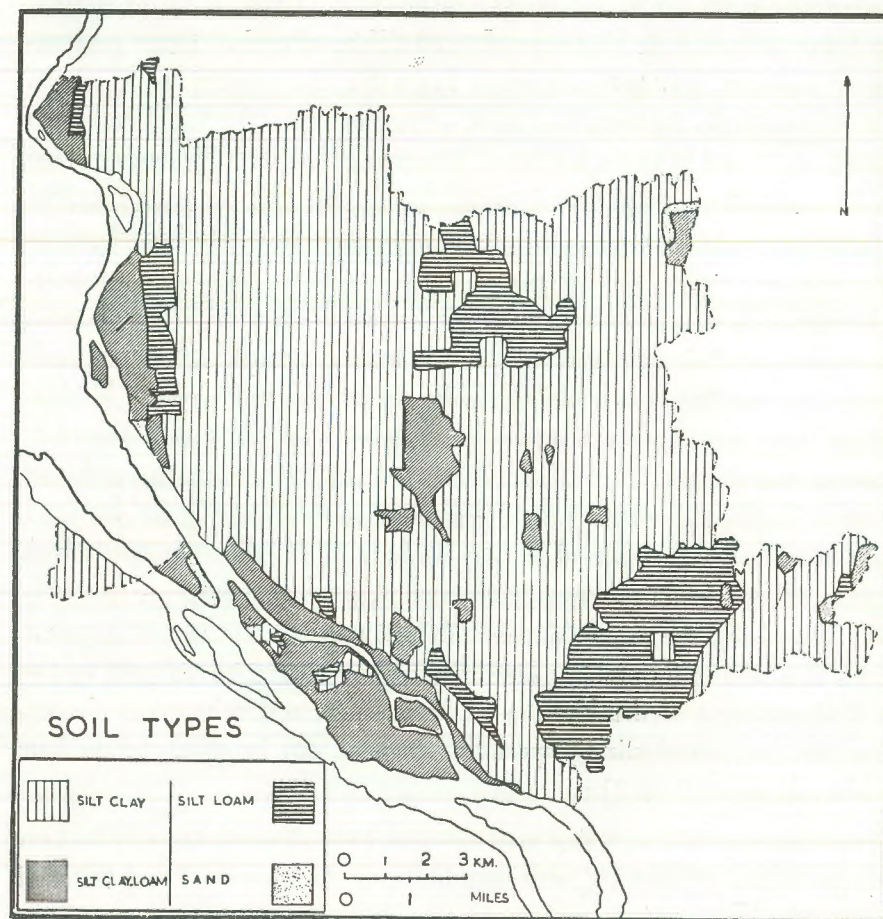 N
SOIL TYPES
SILT CLAY
SILT LOAM
SILT CLAY.LOAM
SAND
0 1 2 3 KM.
0 1 MILES